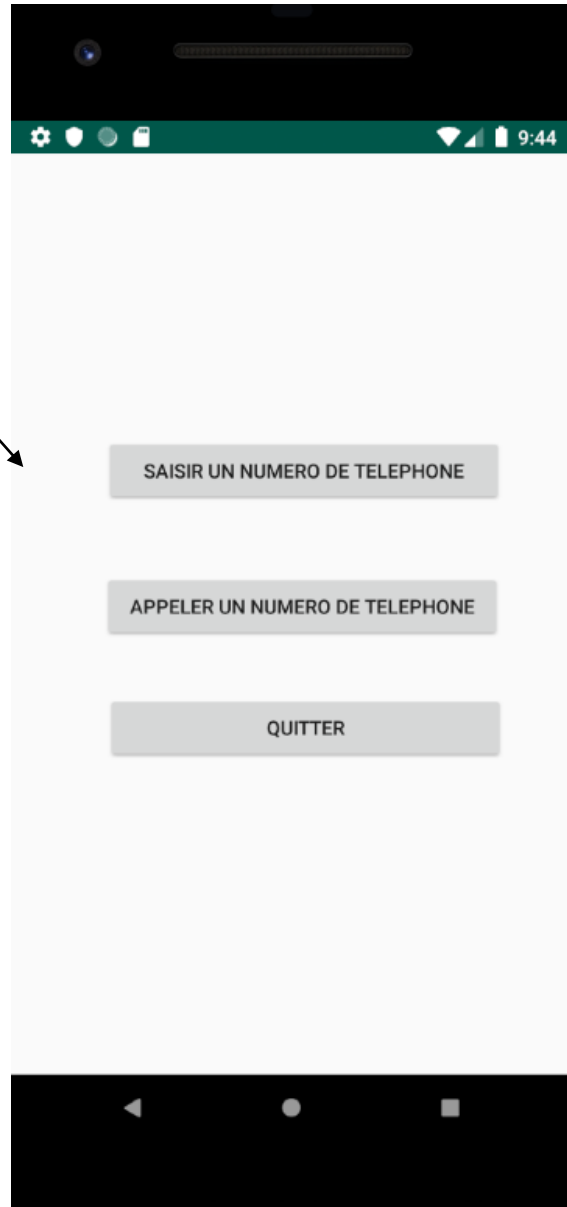 9:44
SAISIR UN NUMERO DE TELEPHONE
APPELER UN NUMERO DE TELEPHONE
QUITTER